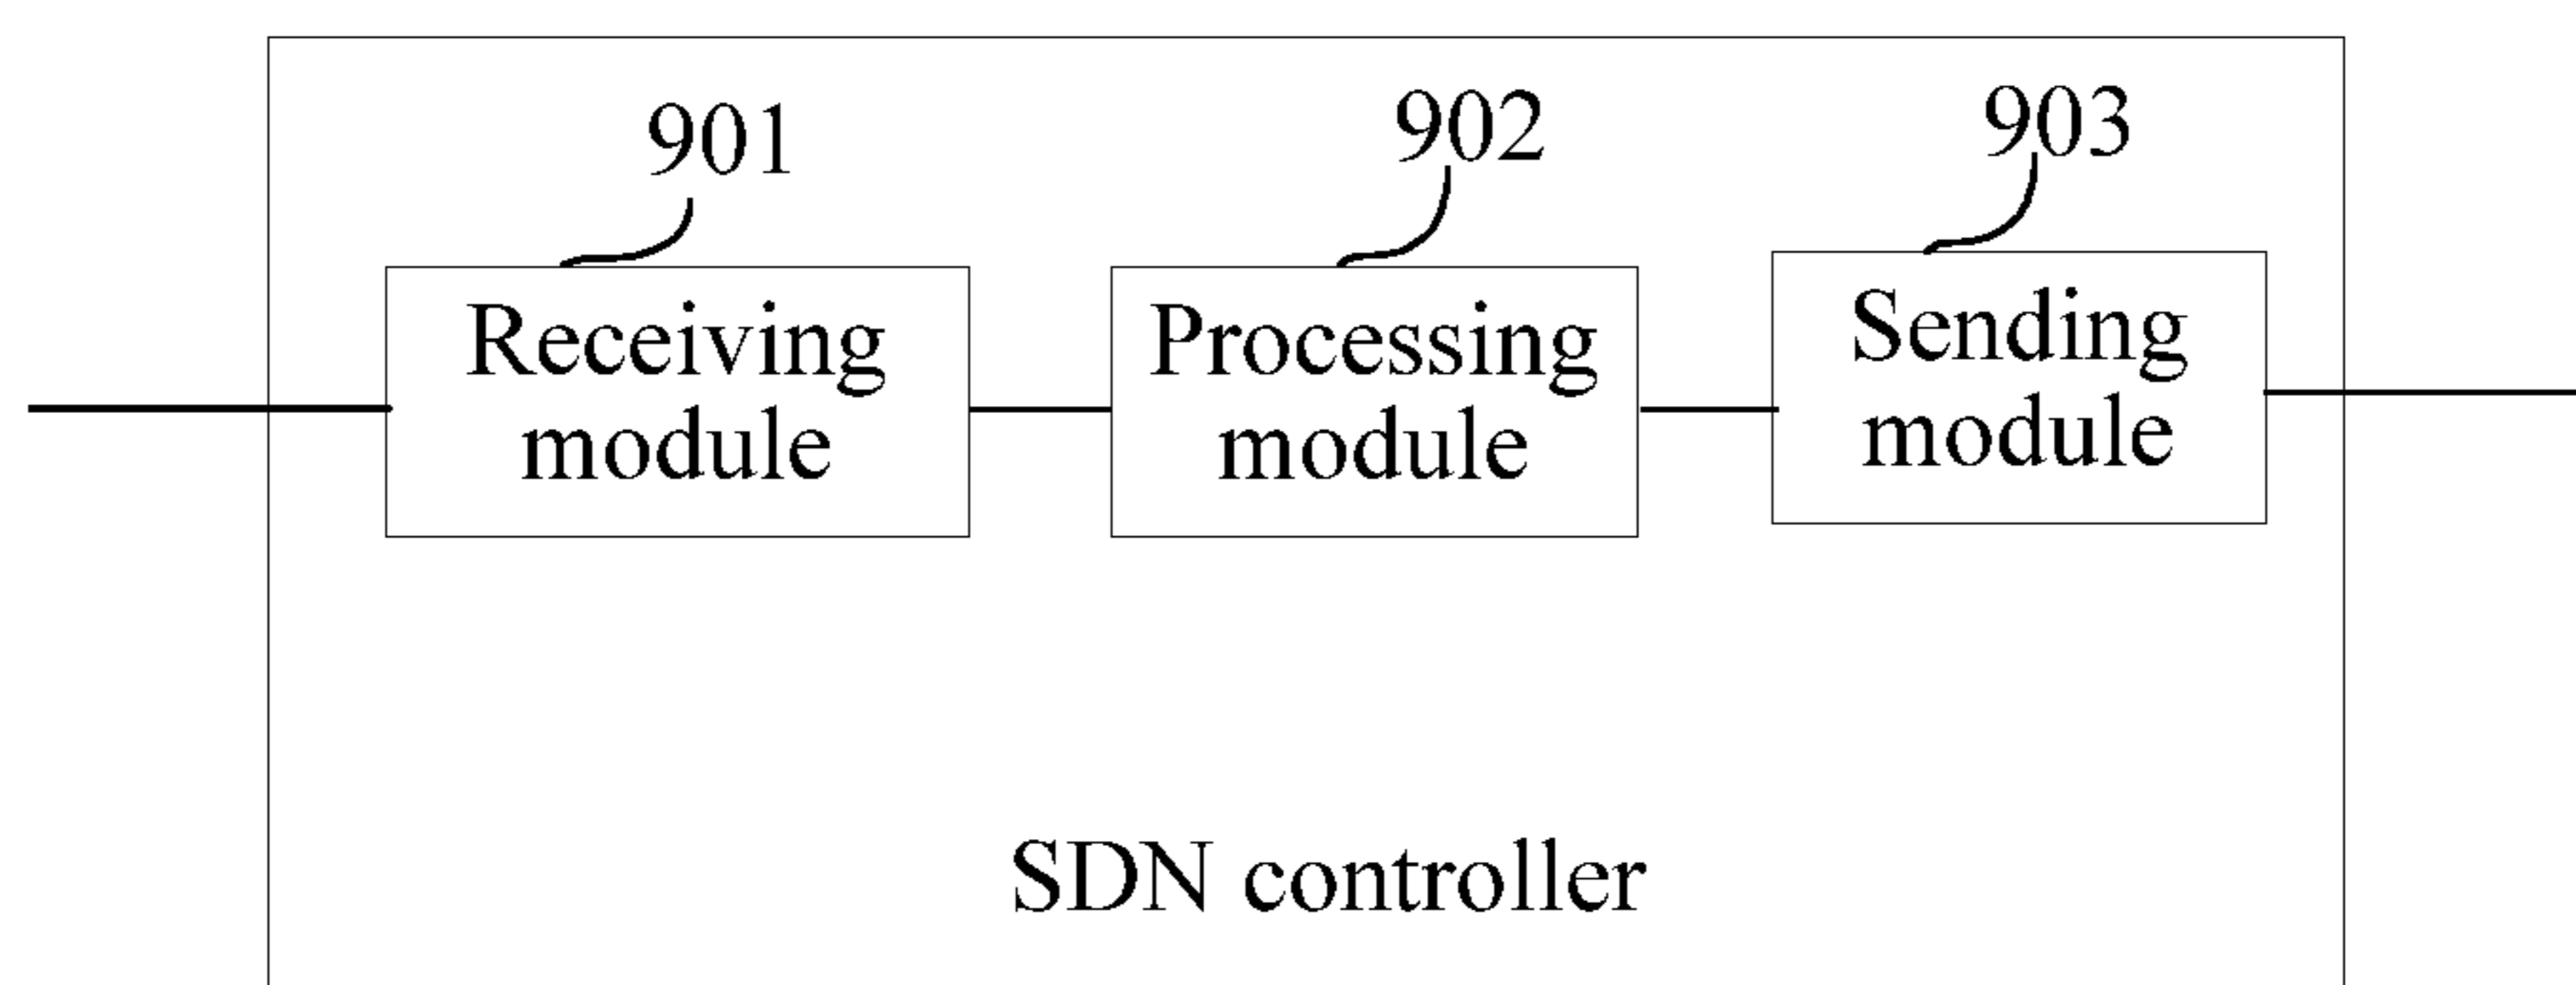 901
902
903
Receiving
module
Processing
module
Sending
module
SDN controller